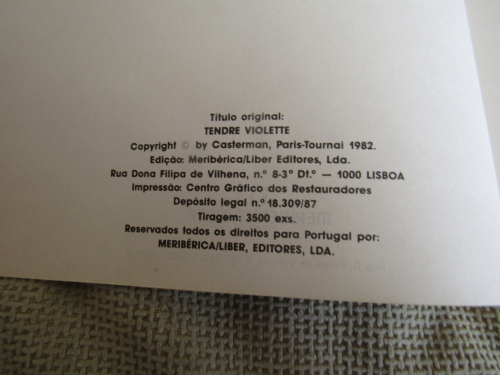 Título original:
TENDRE VIOLETTE
Copyright © by Casterman, Paris-Tournai 1982.
Edição: Meribérica/Liber Editores, Lda.
Rua Dona Filipa de Vilhena, n.º 8-3º Dt.º — 1000 LISBOA
Impressão: Centro Gráfico dos Restauradores
Depósito legal n.º 18.309/87
Tiragem: 3500 exs.
Reservados todos os direitos para Portugal por:
MERIBÉRICA/LIBER, EDITORES, LDA.